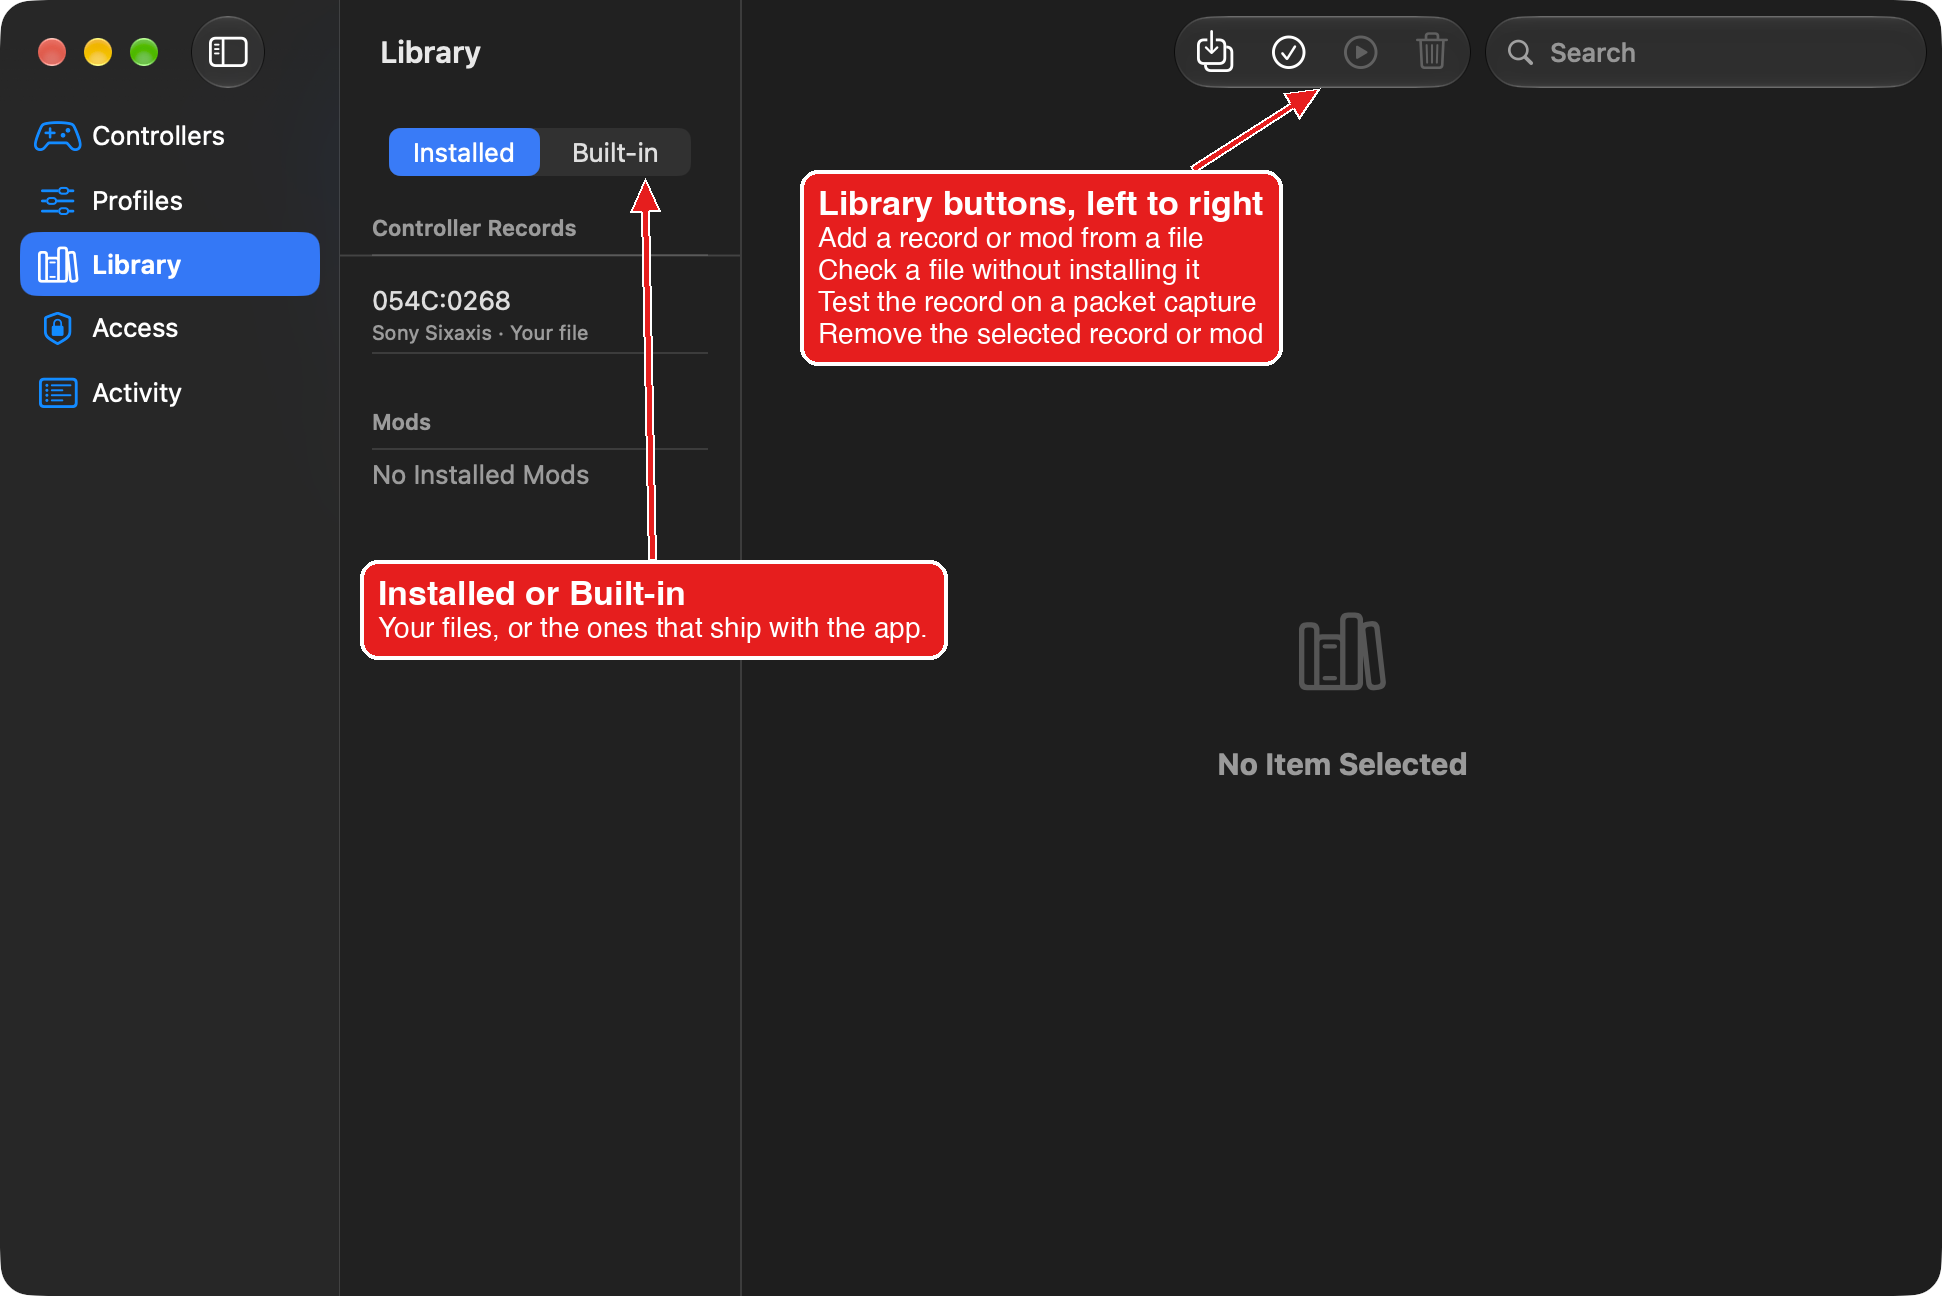 Library
Search
Controllers
Profiles
Library
Access
Activity
Installed
Built-in
Controller Records
054C:0268
Sony Sixaxis · Your file
Mods
No Installed Mods
Library buttons, left to right
Add a record or mod from a file
Check a file without installing it
Test the record on a packet capture
Remove the selected record or mod
Installed or Built-in
Your files, or the ones that ship with the app.
No Item Selected